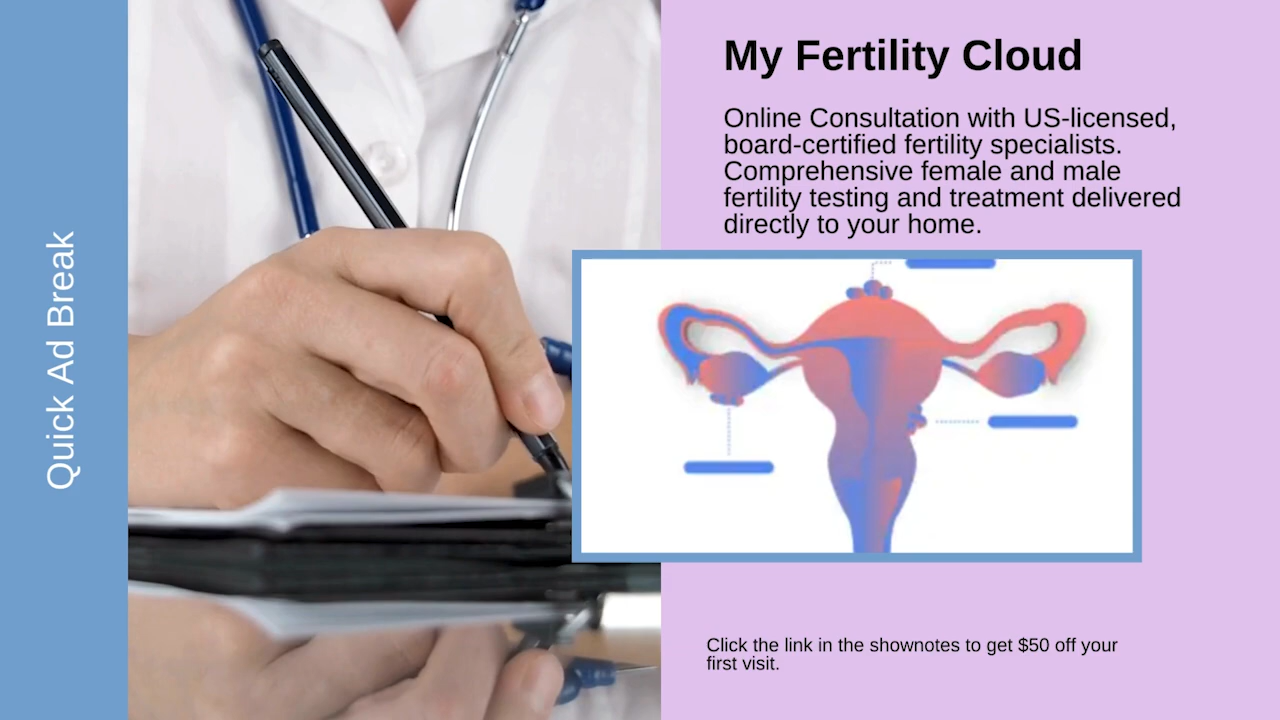 Quick Ad Break
My Fertility Cloud
Online Consultation with US-licensed,
board-certified fertility specialists.
Comprehensive female and male
fertility testing and treatment delivered
directly to your home.
Click the link in the shownotes to get $50 off your
first visit.